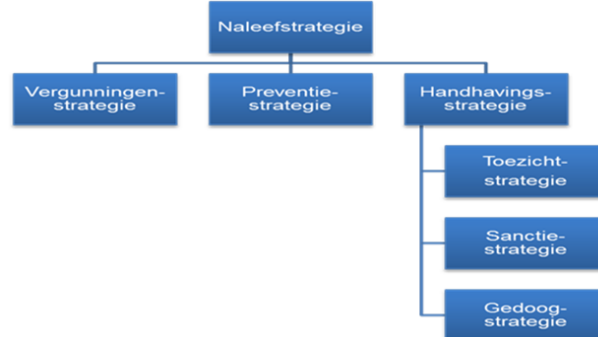 Naleefstrategie
Vergunningen-
strategie
Preventie-
strategie
Handhavings-
strategie
Toezicht-
strategie
Sanctie-
strategie
Gedoog-
strategie